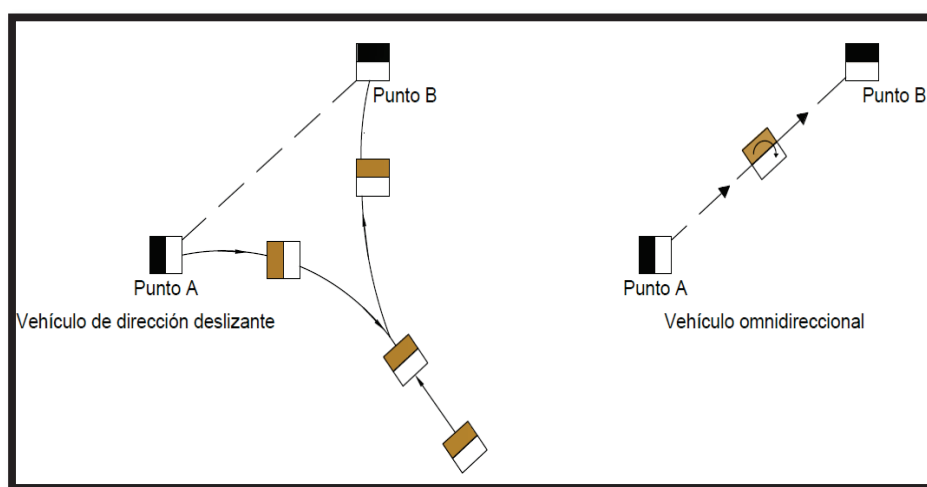 Punto B
Punto A
Vehículo de dirección deslizante
Punto B
Punto A
Vehículo omnidireccional